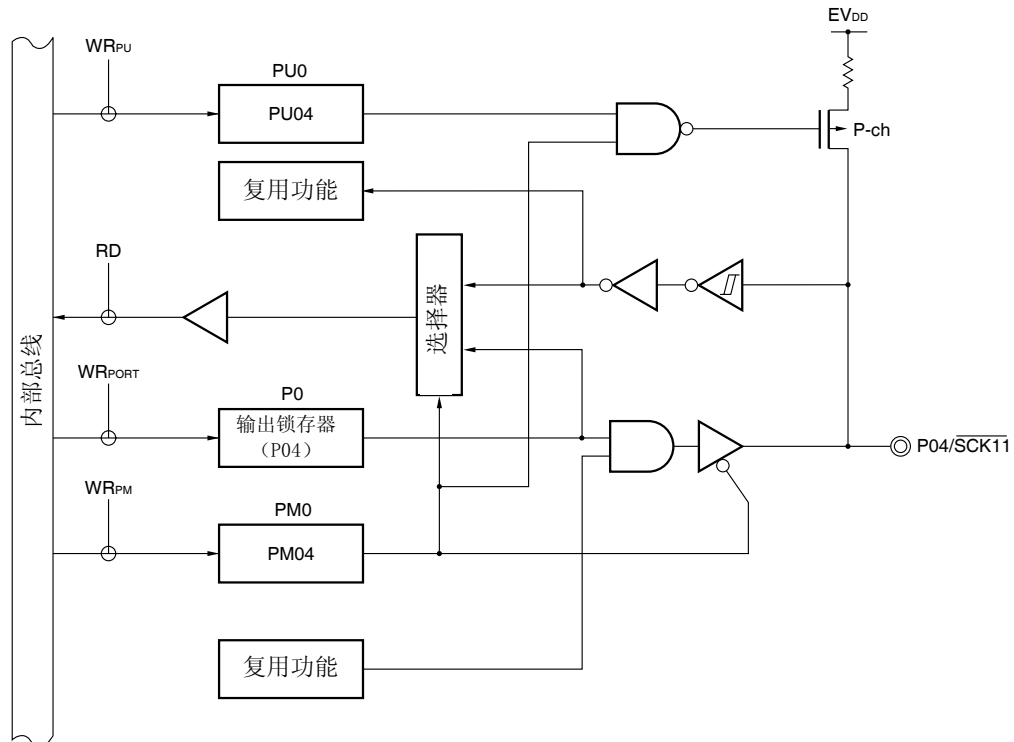 EVDD
WRPU
PU0
PU04
P-ch
复用功能
RD
选择器
内部总线
WRPORT
P0
输出锁存器
（P04）
P04/SCK11
WRPM
PM0
PM04
复用功能